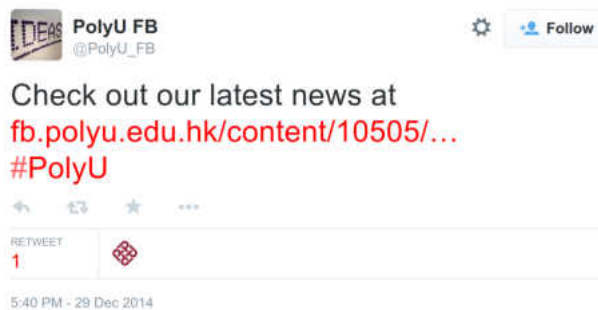 IDEAS
PolyU FB
@PolyU_FB
Follow
Check out our latest news at
fb.polyu.edu.hk/content/10505/...
#PolyU
RETWEET
1
5:40 PM - 29 Dec 2014